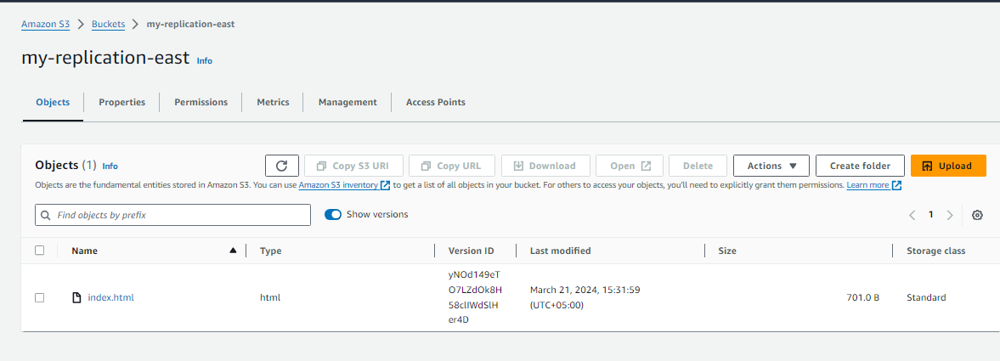 Amazon S3 > Buckets > my-replication-east
my-replication-east Info
Objects Properties Permissions Metrics Management Access Points
Objects (1) Info Copy S3 URI Copy URL Download Open Delete Actions Create folder Upload
Objects are the fundamental entities stored in Amazon S3. You can use Amazon S3 inventory to get a list of all objects in your bucket. For others to access your objects, you'll need to explicitly grant them permissions. Learn more
Find objects by prefix Show versions 1
Name Type Version ID Last modified Size Storage class
index.html html yNOd149eT
O7LZdOk8H
58clIWdSlH
er4D March 21, 2024, 15:31:59
(UTC+05:00) 701.0 B Standard